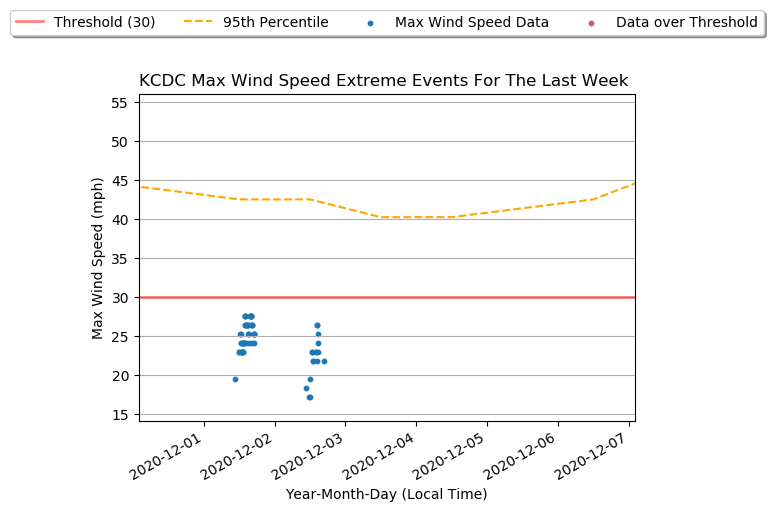 Threshold (30) 95th Percentile Max Wind Speed Data Data over Threshold
KCDC Max Wind Speed Extreme Events For The Last Week
55
50
45
40
35
30
25
20
15
Max Wind Speed (mph)
2020-12-01 2020-12-02 2020-12-03 2020-12-04 2020-12-05 2020-12-06 2020-12-07
Year-Month-Day (Local Time)